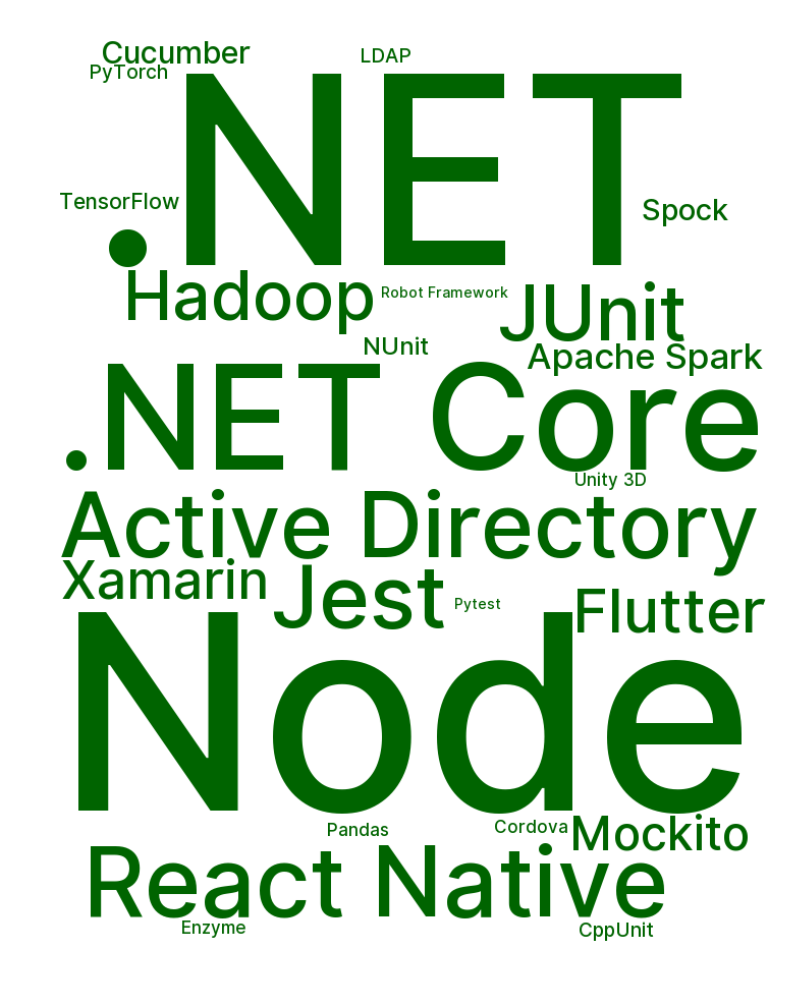 Cucumber
LDAP
PyTorch
.NET
TensorFlow
Spock
Hadoop
Robot Framework
JUnit
NUnit
Apache Spark
.NET Core
Unity 3D
Active Directory
Xamarin
Jest
Pytest
Flutter
Node
Pandas
Cordova
Mockito
React Native
Enzyme
CppUnit